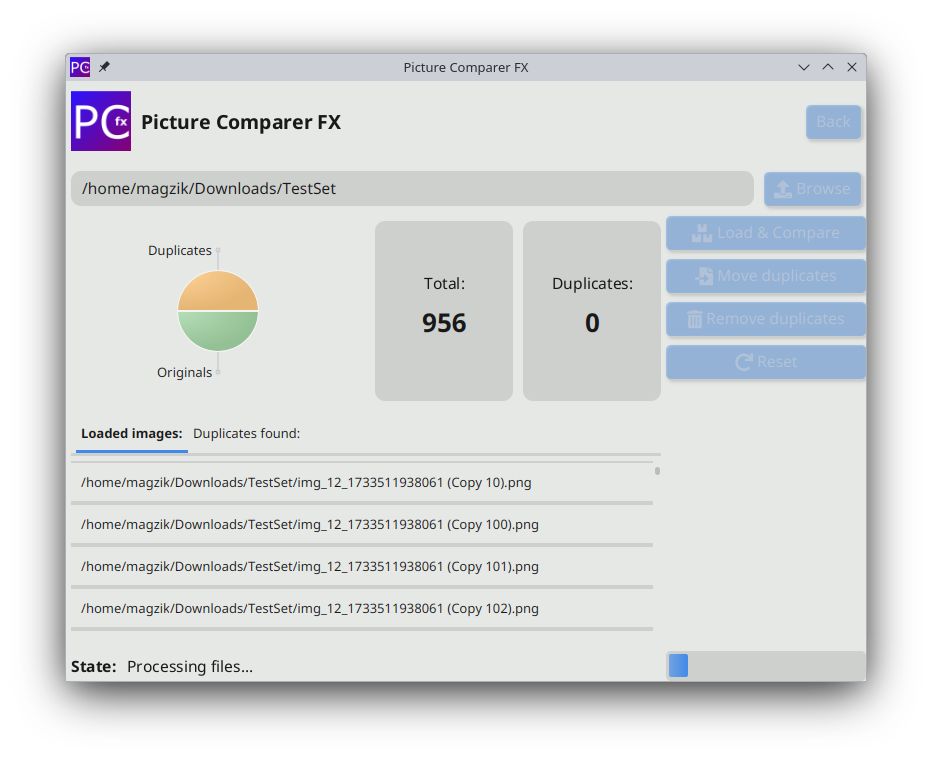 PC Picture Comparer FX
PC fx Picture Comparer FX Back
/home/magzik/Downloads/TestSet Browse
Load & Compare
Move duplicates
Remove duplicates
Reset
Duplicates
Originals
Total:
956
Duplicates:
0
Loaded images: Duplicates found:
/home/magzik/Downloads/TestSet/img_12_1733511938061 (Copy 10).png
/home/magzik/Downloads/TestSet/img_12_1733511938061 (Copy 100).png
/home/magzik/Downloads/TestSet/img_12_1733511938061 (Copy 101).png
/home/magzik/Downloads/TestSet/img_12_1733511938061 (Copy 102).png
State: Processing files...